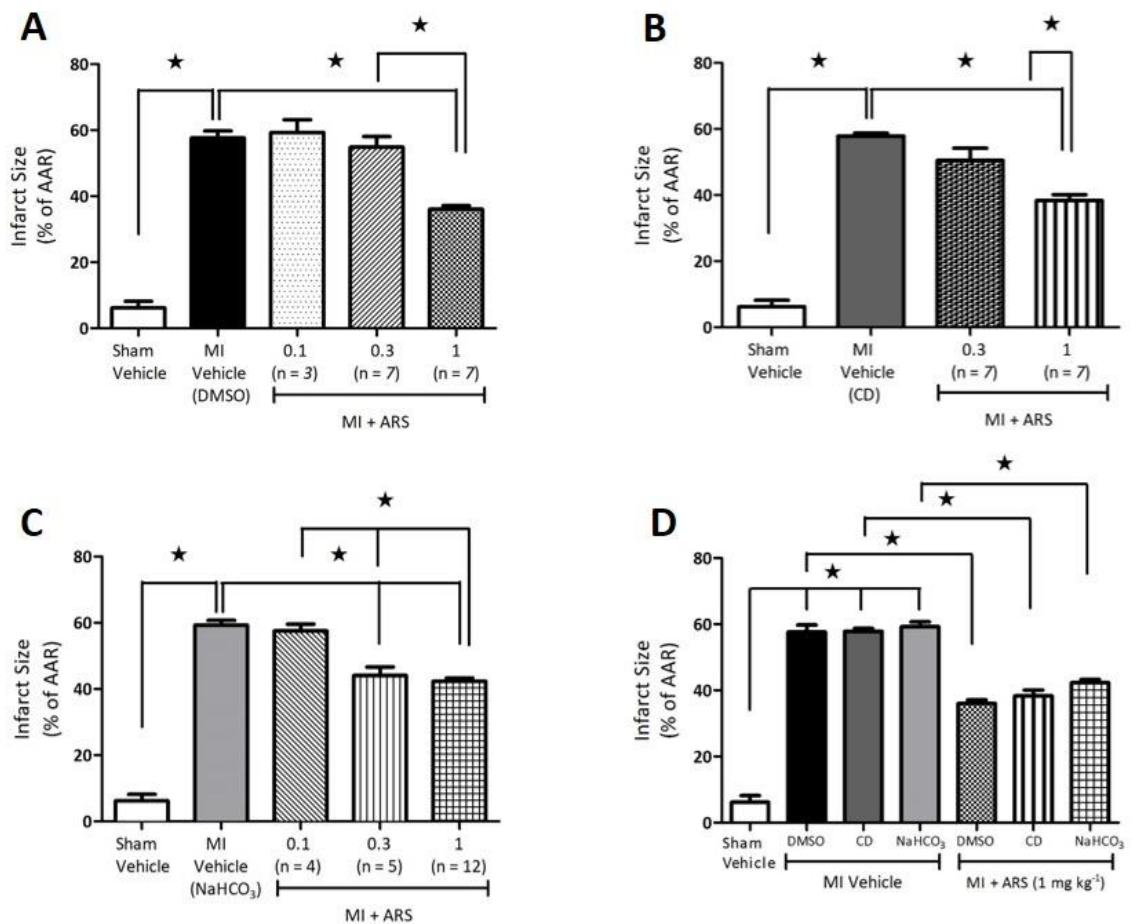 A
Infarct Size
(% of AAR)
80
60
40
20
0
Sham
Vehicle
MI
Vehicle
(DMSO)
0.1
(n = 3)
0.3
(n = 7)
1
(n = 7)
MI + ARS
B
Infarct Size
(% of AAR)
80
60
40
20
0
Sham
Vehicle
MI
Vehicle
(CD)
0.3
(n = 7)
1
(n = 7)
MI + ARS
C
Infarct Size
(% of AAR)
80
60
40
20
0
Sham
Vehicle
MI
Vehicle
(NaHCO₃)
0.1
(n = 4)
0.3
(n = 5)
1
(n = 12)
MI + ARS
D
Infarct Size
(% of AAR)
80
60
40
20
0
Sham
Vehicle
DMSO
CD
NaHCO₃
DMSO
CD
NaHCO₃
MI Vehicle
MI + ARS (1 mg kg⁻¹)